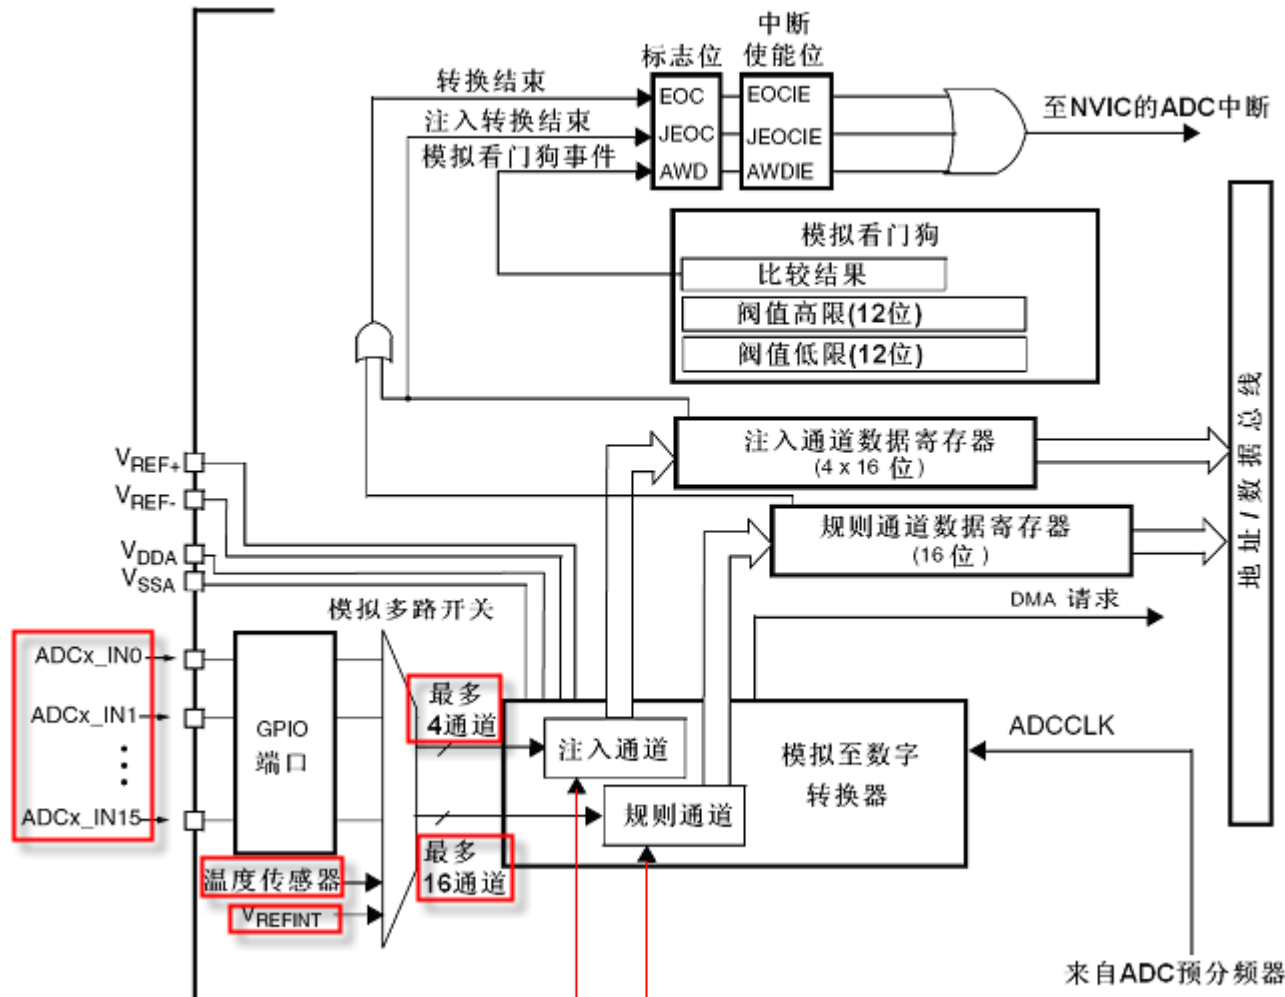 中断
标志位 使能位
转换结束
EOC EOCIE
至NVIC的ADC中断
注入转换结束
JEOC JEOCIE
模拟看门狗事件
AWD AWDIE
模拟看门狗
比较结果
阀值高限(12位)
阀值低限(12位)
地址/数据总线
注入通道数据寄存器
(4 x 16 位)
VREF+
VREF-
规则通道数据寄存器
(16 位)
VDDA
VSSA
DMA 请求
模拟多路开关
ADCx_IN0
最多
4通道
ADCx_IN1
GPIO
端口
注入通道
模拟至数字
转换器
ADCCLK
ADCx_IN15
规则通道
最多
16通道
温度传感器
VREFINT
来自ADC预分频器